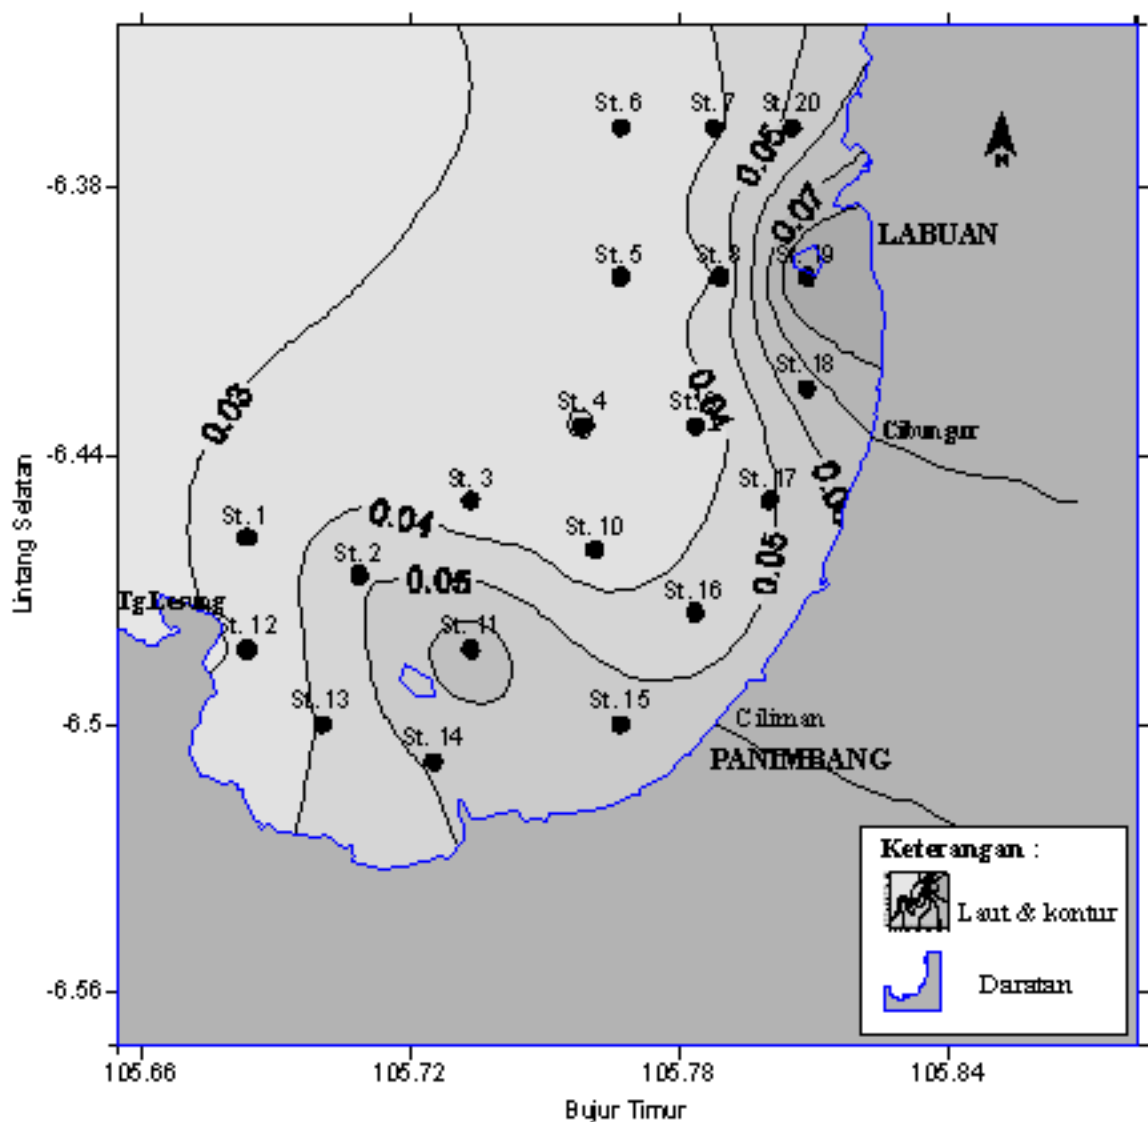 St. 6
St. 7
St. 20
0.05
-6.38
0.07
LABUAN
St. 5
St. 8
St. 19
St. 18
0.03
St. 4
0.04
Cibungur
-6.44
St. 3
St. 17
St. 1
0.04
St. 10
0.05
St. 2
0.05
St. 16
Tg Lesung
St. 12
St. 11
St. 13
St. 15
-6.5
St. 14
Ciliman
PANIMBANG
Keterangan :
Laut & kontur
Daratan
-6.56
105.66
105.72
105.78
105.84
Bujur Timur
Lintang Selatan
N